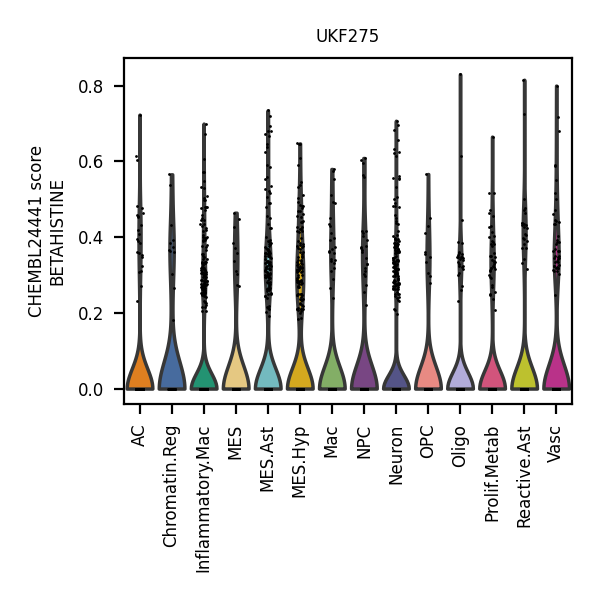 UKF275
CHEMBL24441 score
BETAHISTINE
0.8
0.6
0.4
0.2
0.0
AC
Chromatin.Reg
Inflammatory.Mac
MES
MES.Ast
MES.Hyp
Mac
NPC
Neuron
OPC
Oligo
Prolif.Metab
Reactive.Ast
Vasc